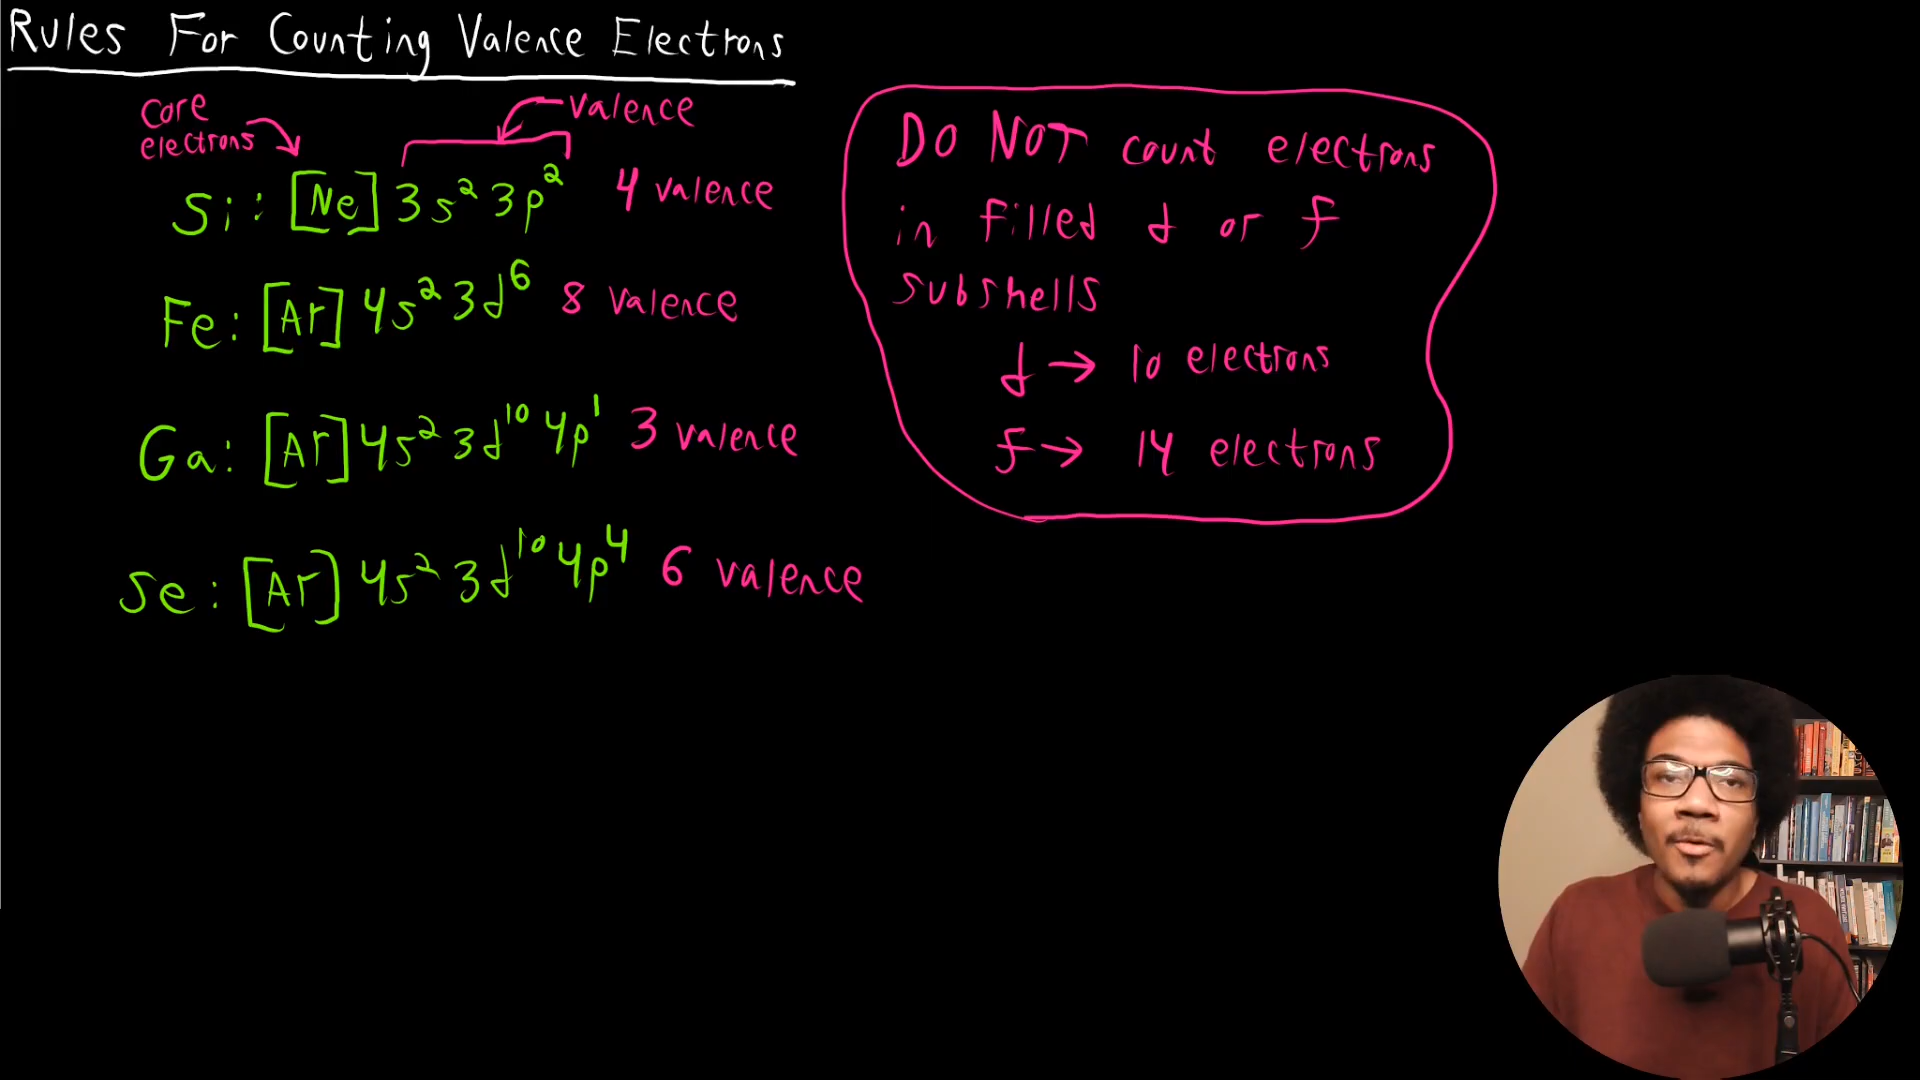 Rules For Counting Valence Electrons
core
electrons
valence
Si: [Ne] 3s² 3p² 4 valence
Fe: [Ar] 4s² 3d⁶ 8 valence
Ga: [Ar] 4s² 3d¹⁰ 4p¹ 3 valence
Se: [Ar] 4s² 3d¹⁰ 4p⁴ 6 valence
DO NOT count electrons
in filled d or f
subshells
d → 10 electrons
f → 14 electrons